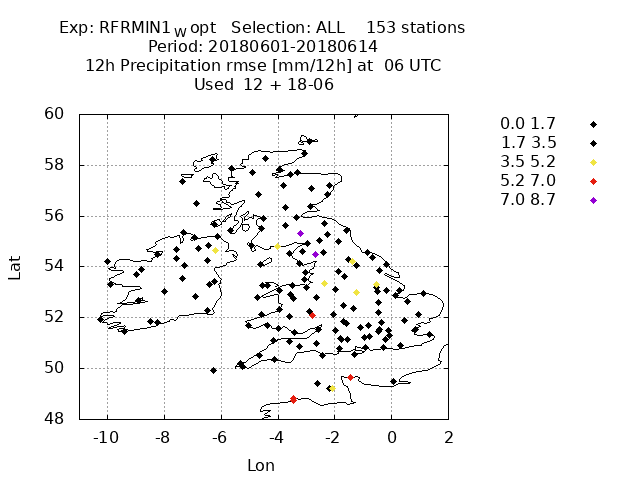 Exp: RFRMIN1w opt   Selection: ALL    153 stations
Period: 20180601-20180614
12h Precipitation rmse [mm/12h] at  06 UTC
Used  12 + 18-06
60
58
56
54
52
50
48
Lat
-10 -8 -6 -4 -2 0 2
Lon
0.0 1.7
1.7 3.5
3.5 5.2
5.2 7.0
7.0 8.7